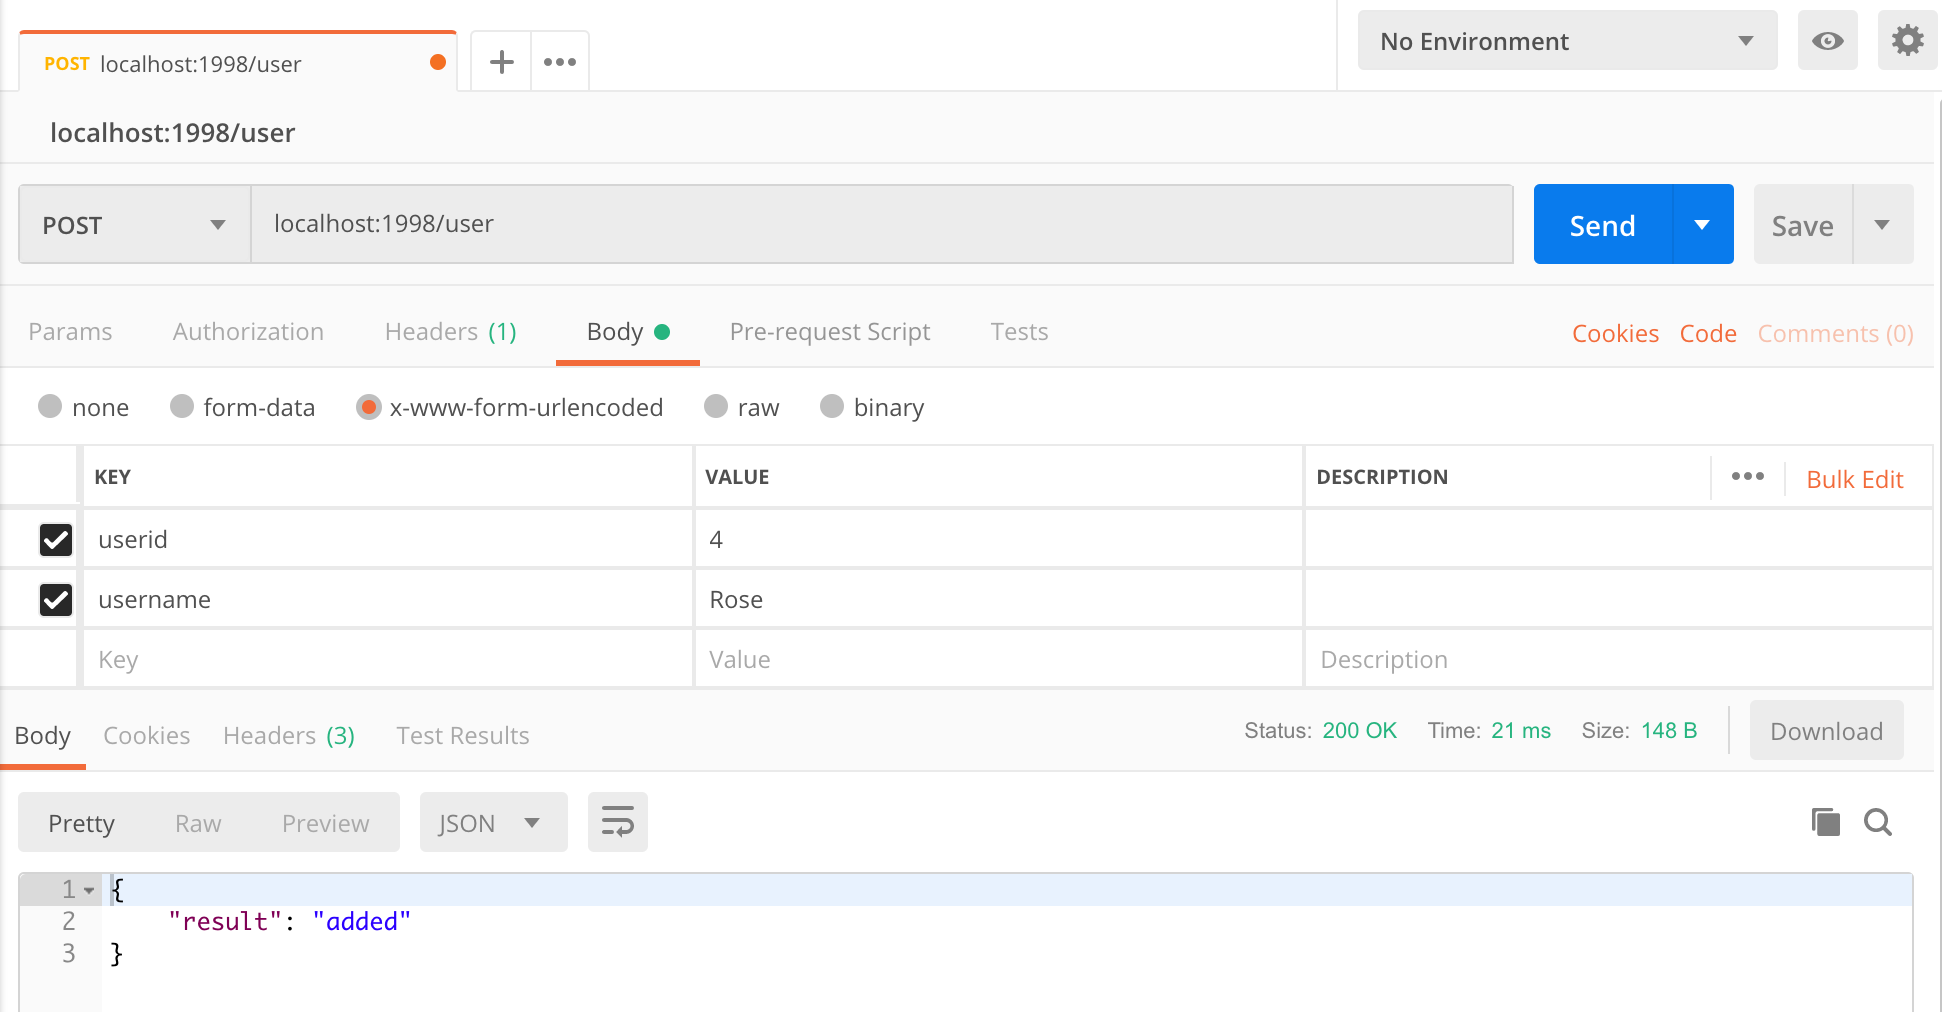 POST localhost:1998/user
No Environment
localhost:1998/user
POST localhost:1998/user Send Save
Params Authorization Headers (1) Body Pre-request Script Tests Cookies Code Comments (0)
none form-data x-www-form-urlencoded raw binary
KEY VALUE DESCRIPTION Bulk Edit
userid 4
username Rose
Key Value Description
Body Cookies Headers (3) Test Results Status: 200 OK Time: 21 ms Size: 148 B Download
Pretty Raw Preview JSON
1 {
2 "result": "added"
3 }